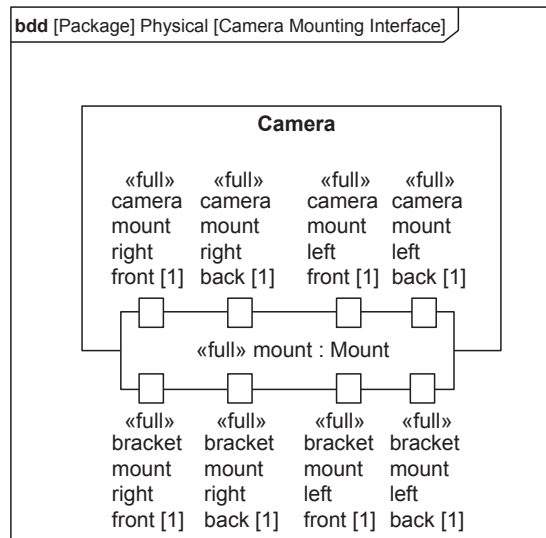 bdd [Package] Physical [Camera Mounting Interface]
Camera
«full» «full» «full» «full»
camera camera camera camera
mount mount mount mount
right right left left
front [1] back [1] front [1] back [1]
«full» mount : Mount
«full» «full» «full» «full»
bracket bracket bracket bracket
mount mount mount mount
right right left left
front [1] back [1] front [1] back [1]